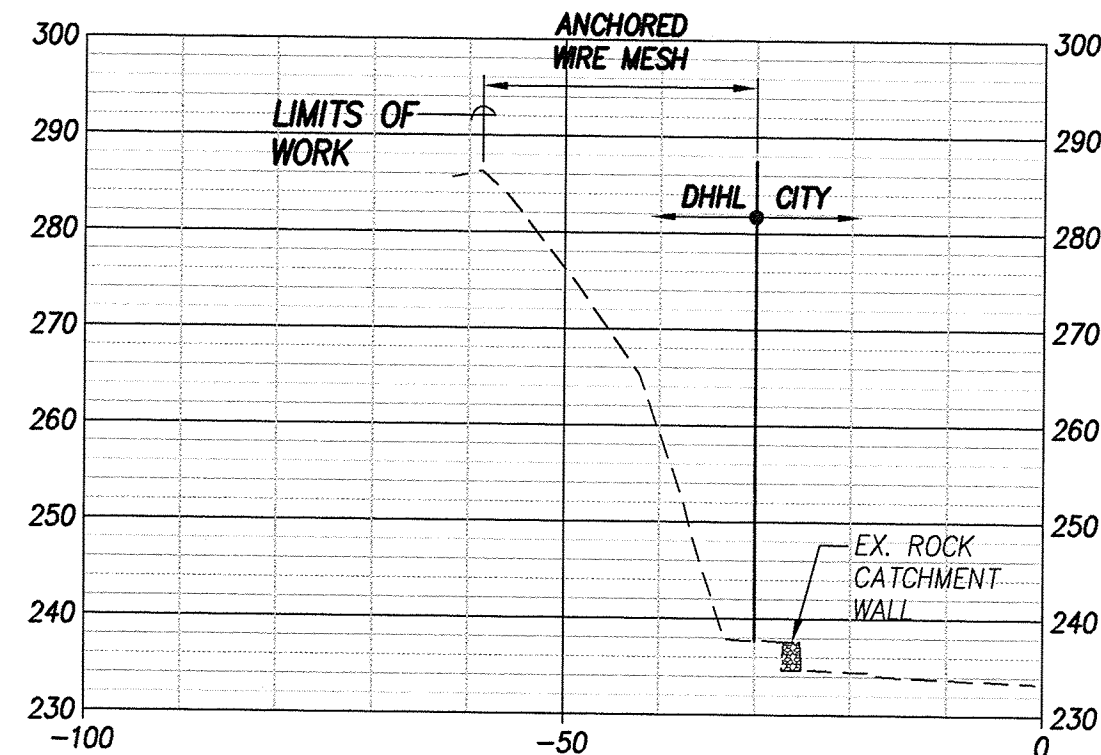 ANCHORED
WIRE MESH
300
300
LIMITS OF
WORK
290
290
DHHL CITY
280
280
270
270
260
260
250
250
EX. ROCK
CATCHMENT
WALL
240
240
230
230
-100
-50
0